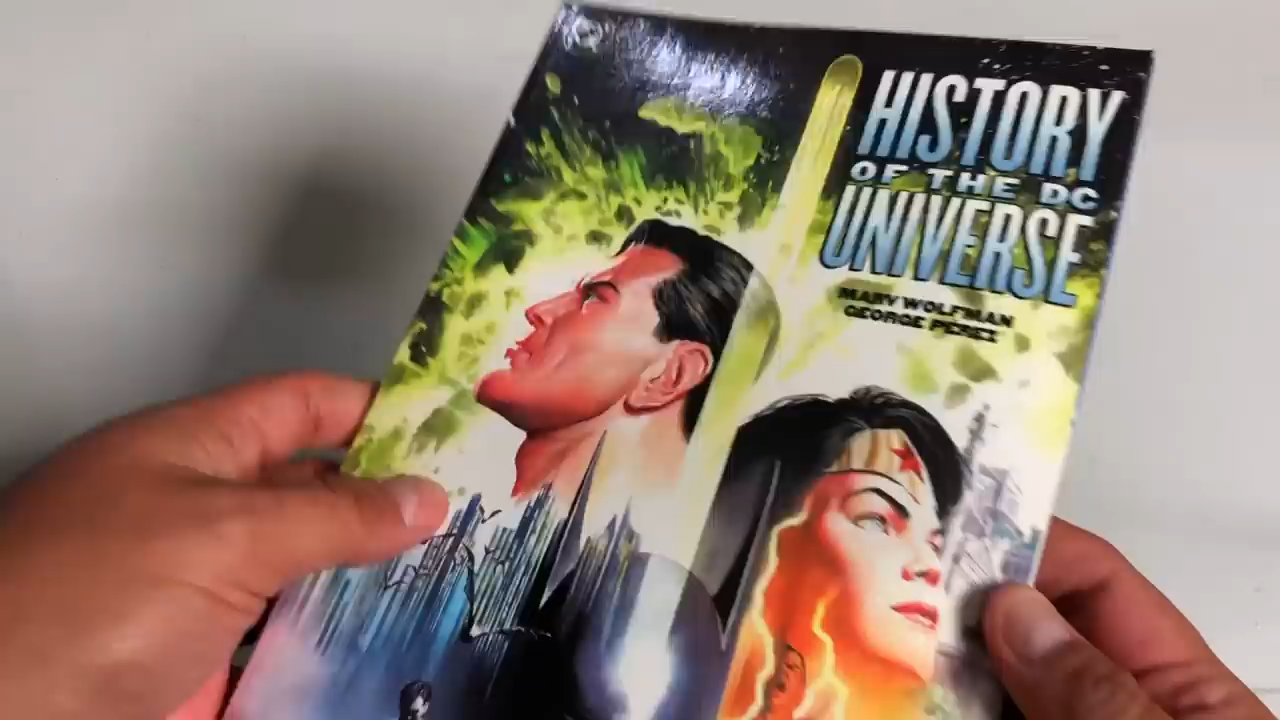 HISTORY
OF THE DC
UNIVERSE
MARV WOLFMAN
GEORGE PEREZ